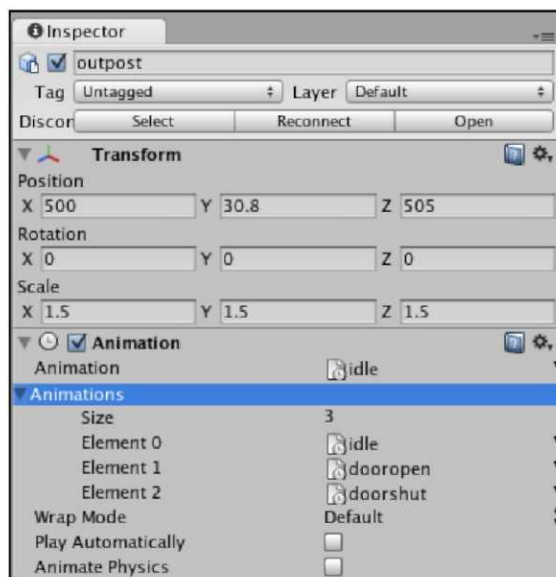 Inspector
outpost
Tag Untagged Layer Default
Discor Select Reconnect Open
Transform
Position
X 500 Y 30.8 Z 505
Rotation
X 0 Y 0 Z 0
Scale
X 1.5 Y 1.5 Z 1.5
Animation
Animation idle
Animations
Size 3
Element 0 idle
Element 1 dooropen
Element 2 doorshut
Wrap Mode Default
Play Automatically
Animate Physics